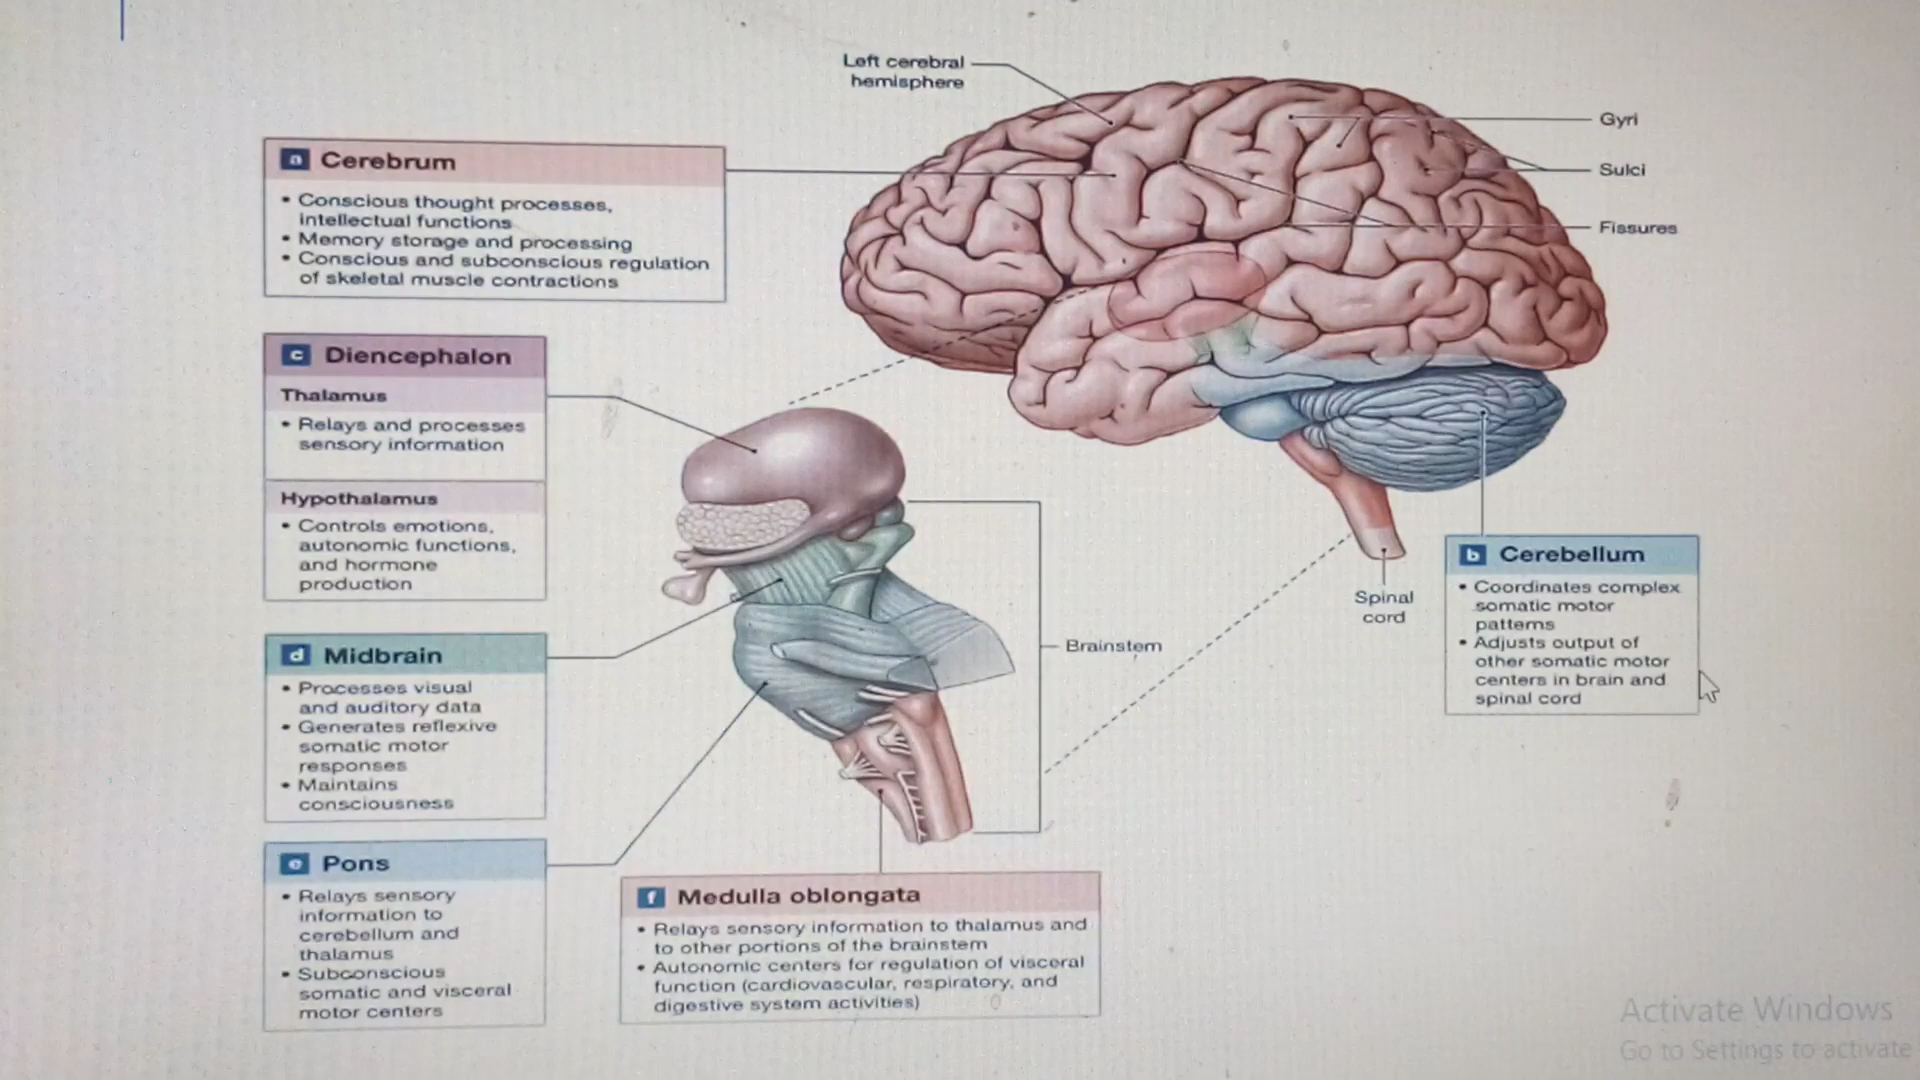 Left cerebral
hemisphere
Gyri
Sulci
Fissures
a Cerebrum
• Conscious thought processes,
intellectual functions
• Memory storage and processing
• Conscious and subconscious regulation
of skeletal muscle contractions
c Diencephalon
Thalamus
• Relays and processes
sensory information
Hypothalamus
• Controls emotions,
autonomic functions,
and hormone
production
d Midbrain
• Processes visual
and auditory data
• Generates reflexive
somatic motor
responses
• Maintains
consciousness
e Pons
• Relays sensory
information to
cerebellum and
thalamus
• Subconscious
somatic and visceral
motor centers
Brainstem
Spinal
cord
b Cerebellum
• Coordinates complex
somatic motor
patterns
• Adjusts output of
other somatic motor
centers in brain and
spinal cord
f Medulla oblongata
• Relays sensory information to thalamus and
to other portions of the brainstem
• Autonomic centers for regulation of visceral
function (cardiovascular, respiratory, and
digestive system activities)
Activate Windows
Go to Settings to activate